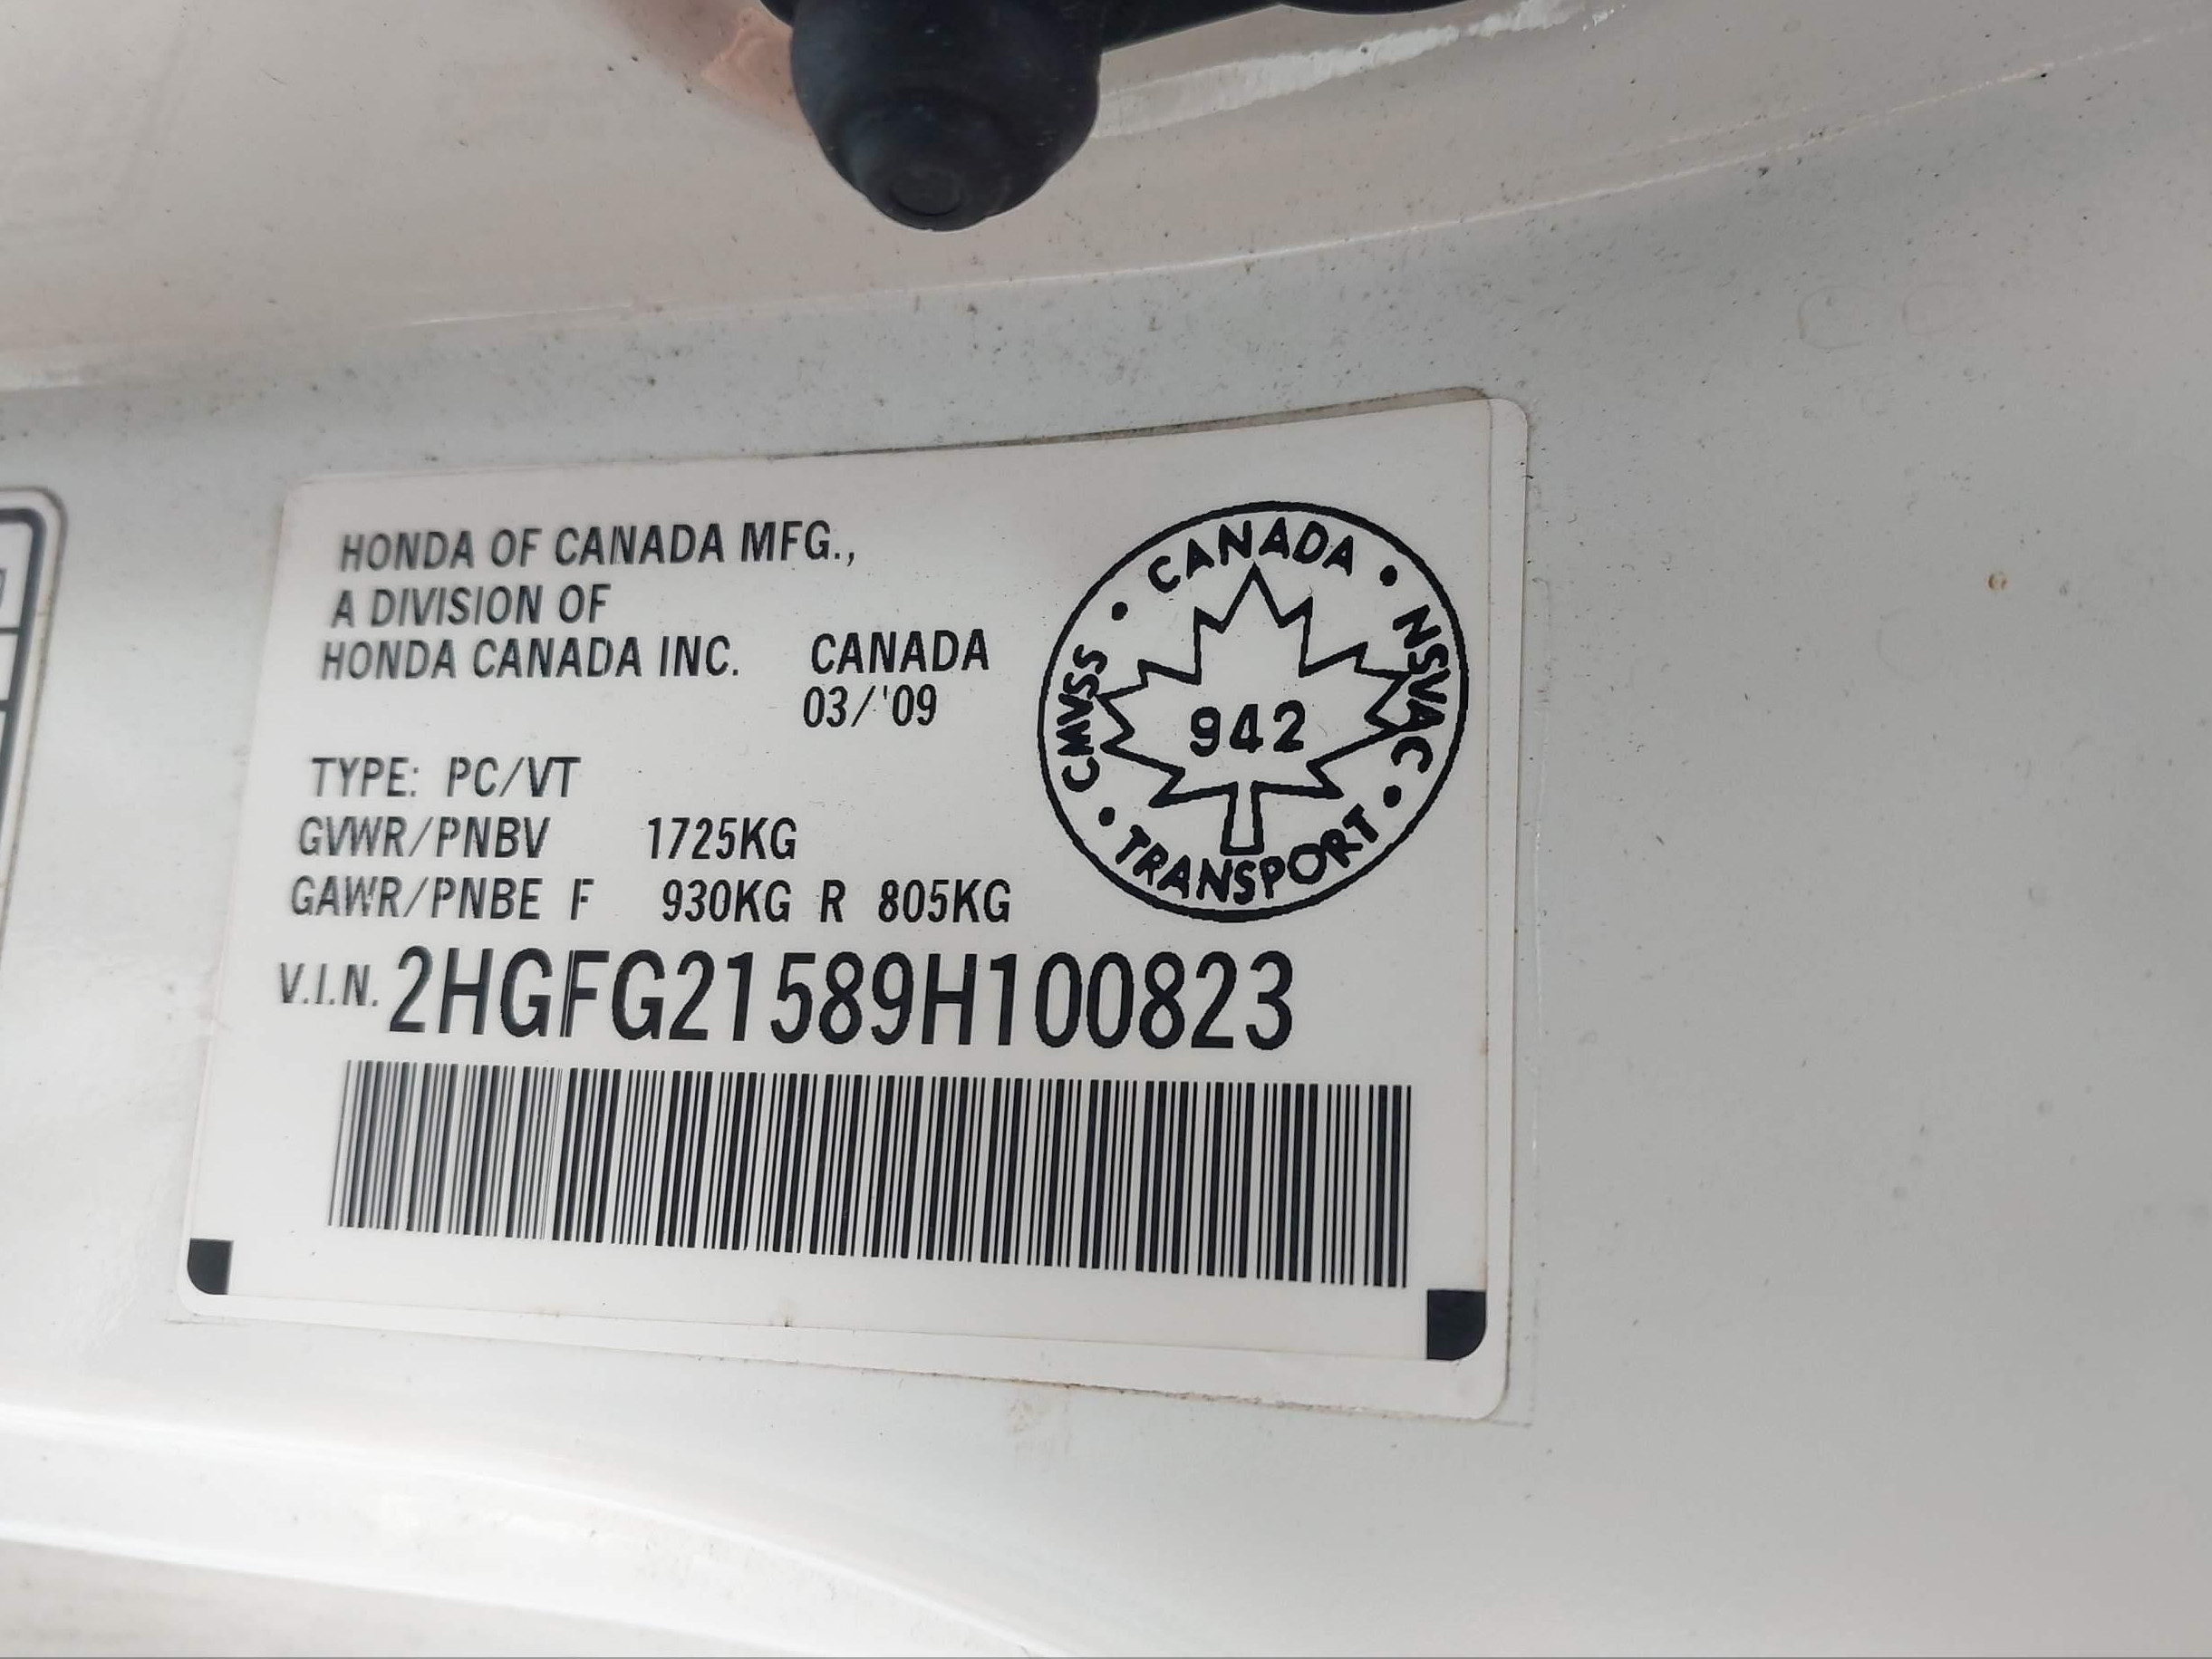 HONDA OF CANADA MFG.,
A DIVISION OF
HONDA CANADA INC. CANADA
03/'09
TYPE: PC/VT
GVWR/PNBV 1725KG
GAWR/PNBE F 930KG R 805KG
V.I.N. 2HGFG21589H100823
CANADA • NSVAC • TRANSPORT • CMVSS •
942